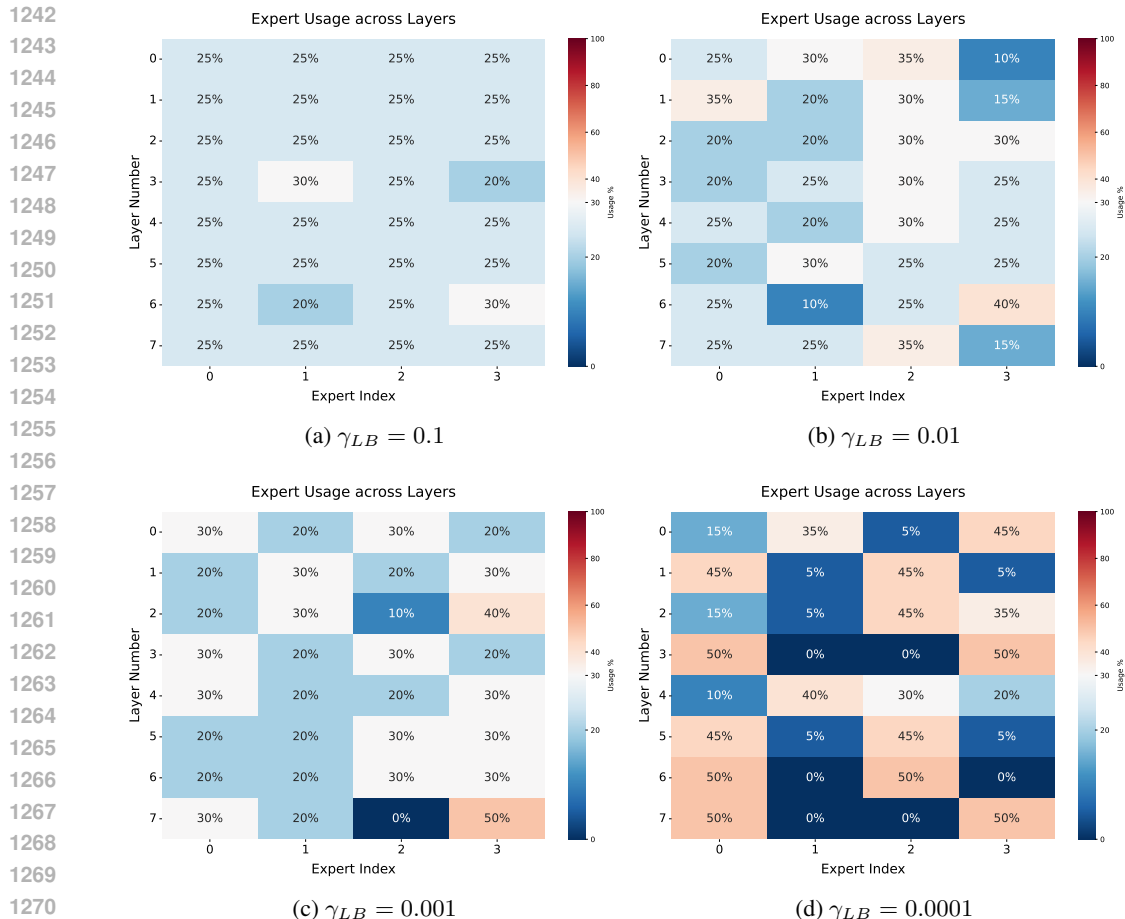 1242
1243
1244
1245
1246
1247
1248
1249
1250
1251
1252
1253
1254
1255
1256
1257
1258
1259
1260
1261
1262
1263
1264
1265
1266
1267
1268
1269
1270
Expert Usage across Layers
0 25% 25% 25% 25%
1 25% 25% 25% 25%
2 25% 25% 25% 25%
3 25% 30% 25% 20%
4 25% 25% 25% 25%
5 25% 25% 25% 25%
6 25% 20% 25% 30%
7 25% 25% 25% 25%
0 1 2 3
Layer Number
Expert Index
100
80
60
40
30
20
0
Usage %
(a) γ_LB = 0.1
Expert Usage across Layers
0 25% 30% 35% 10%
1 35% 20% 30% 15%
2 20% 20% 30% 30%
3 20% 25% 30% 25%
4 25% 20% 30% 25%
5 20% 30% 25% 25%
6 25% 10% 25% 40%
7 25% 25% 35% 15%
0 1 2 3
Layer Number
Expert Index
100
80
60
40
30
20
0
Usage %
(b) γ_LB = 0.01
Expert Usage across Layers
0 30% 20% 30% 20%
1 20% 30% 20% 30%
2 20% 30% 10% 40%
3 30% 20% 30% 20%
4 30% 20% 20% 30%
5 20% 20% 30% 30%
6 20% 20% 30% 30%
7 30% 20% 0% 50%
0 1 2 3
Layer Number
Expert Index
100
80
60
40
30
20
0
Usage %
(c) γ_LB = 0.001
Expert Usage across Layers
0 15% 35% 5% 45%
1 45% 5% 45% 5%
2 15% 5% 45% 35%
3 50% 0% 0% 50%
4 10% 40% 30% 20%
5 45% 5% 45% 5%
6 50% 0% 50% 0%
7 50% 0% 0% 50%
0 1 2 3
Layer Number
Expert Index
100
80
60
40
30
20
0
Usage %
(d) γ_LB = 0.0001